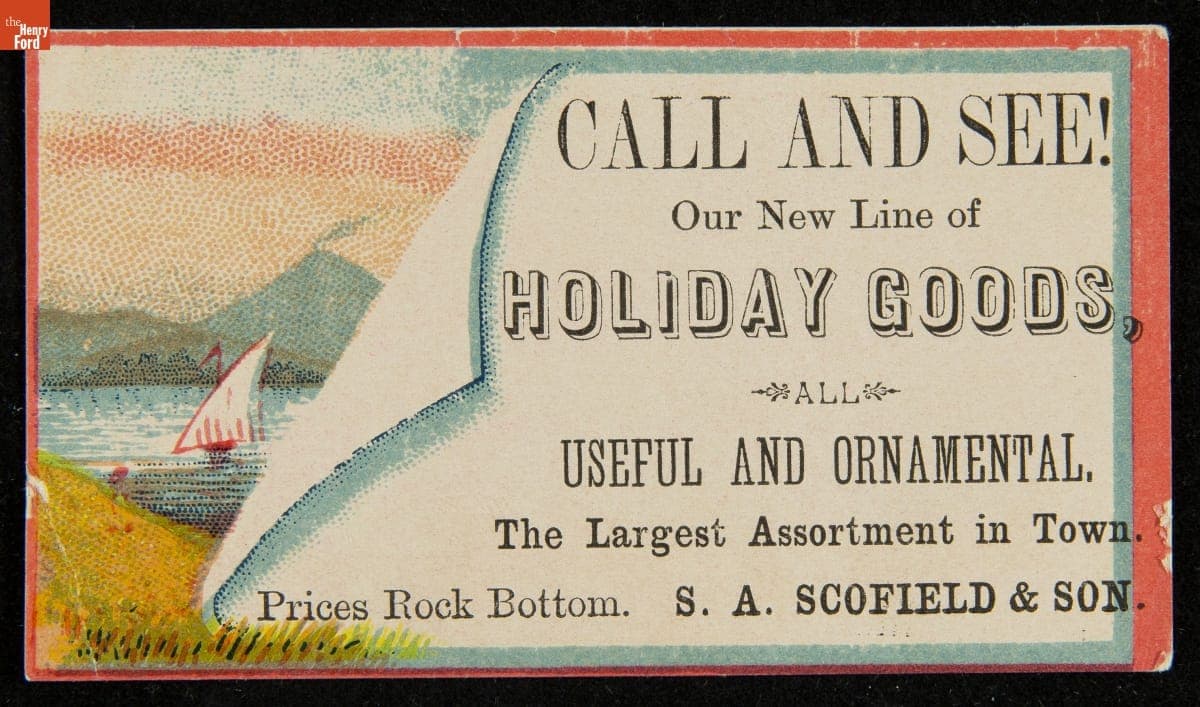 the
Henry
Ford
CALL AND SEE!
Our New Line of
HOLIDAY GOODS,
ALL
USEFUL AND ORNAMENTAL.
The Largest Assortment in Town.
Prices Rock Bottom. S. A. SCOFIELD & SON.